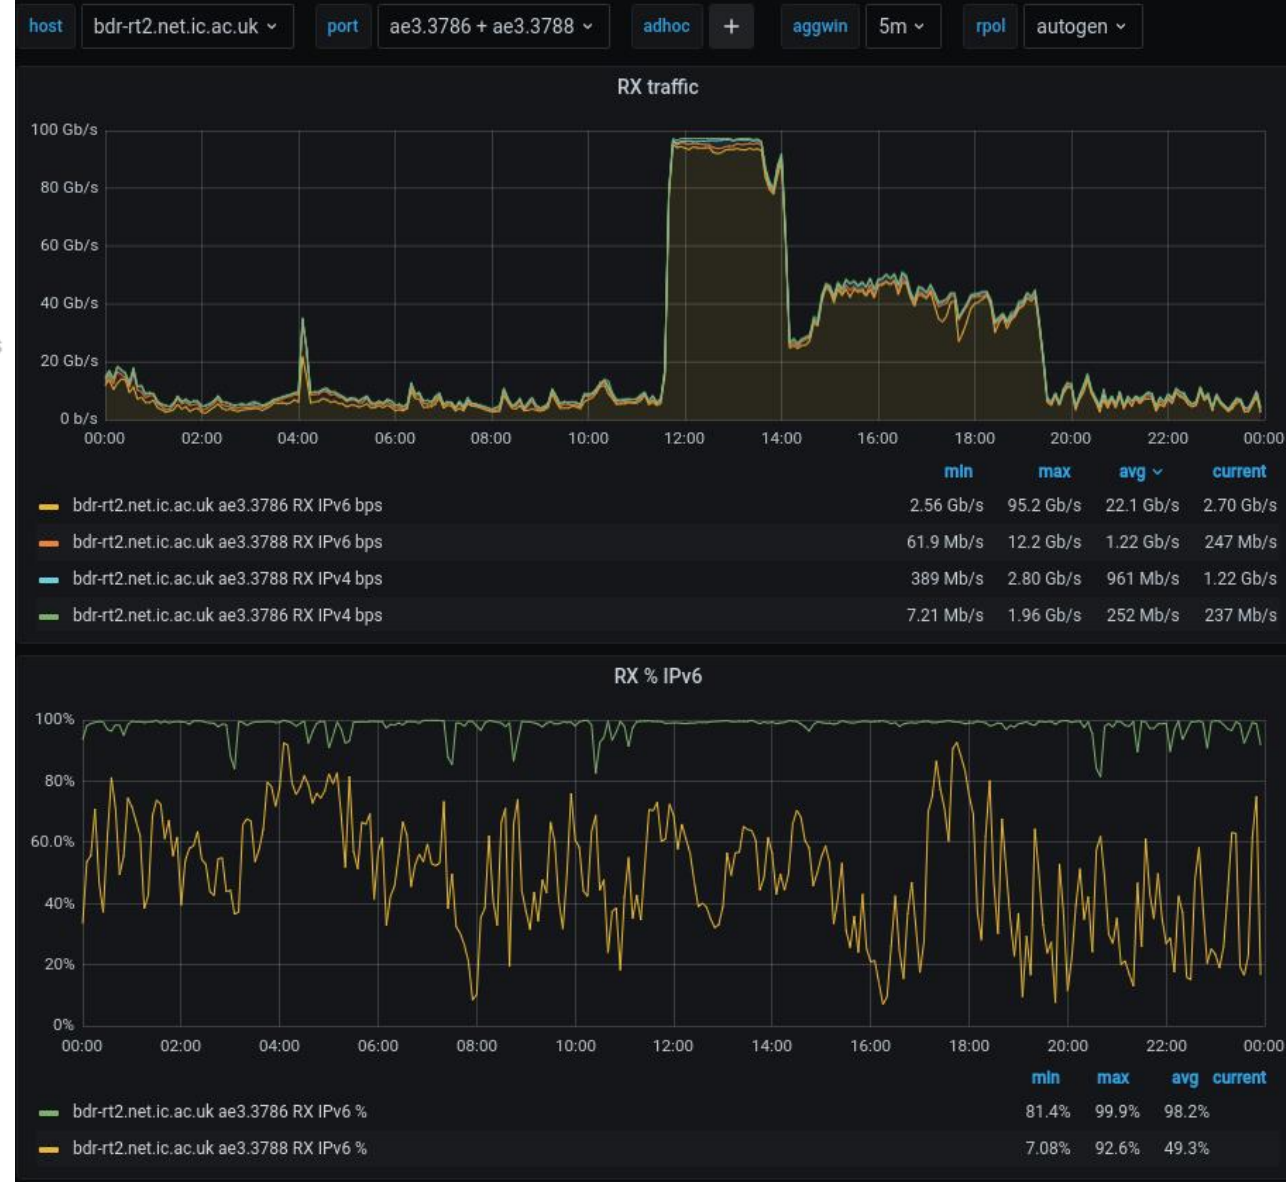 host bdr-rt2.net.ic.ac.uk port ae3.3786 + ae3.3788 adhoc + aggwin 5m rpol autogen
RX traffic
100 Gb/s
80 Gb/s
60 Gb/s
40 Gb/s
20 Gb/s
0 b/s
00:00 02:00 04:00 06:00 08:00 10:00 12:00 14:00 16:00 18:00 20:00 22:00 00:00
min max avg current
bdr-rt2.net.ic.ac.uk ae3.3786 RX IPv6 bps 2.56 Gb/s 95.2 Gb/s 22.1 Gb/s 2.70 Gb/s
bdr-rt2.net.ic.ac.uk ae3.3788 RX IPv6 bps 61.9 Mb/s 12.2 Gb/s 1.22 Gb/s 247 Mb/s
bdr-rt2.net.ic.ac.uk ae3.3788 RX IPv4 bps 389 Mb/s 2.80 Gb/s 961 Mb/s 1.22 Gb/s
bdr-rt2.net.ic.ac.uk ae3.3786 RX IPv4 bps 7.21 Mb/s 1.96 Gb/s 252 Mb/s 237 Mb/s
RX % IPv6
100%
80%
60.0%
40%
20%
0%
00:00 02:00 04:00 06:00 08:00 10:00 12:00 14:00 16:00 18:00 20:00 22:00 00:00
min max avg current
bdr-rt2.net.ic.ac.uk ae3.3786 RX IPv6 % 81.4% 99.9% 98.2%
bdr-rt2.net.ic.ac.uk ae3.3788 RX IPv6 % 7.08% 92.6% 49.3%